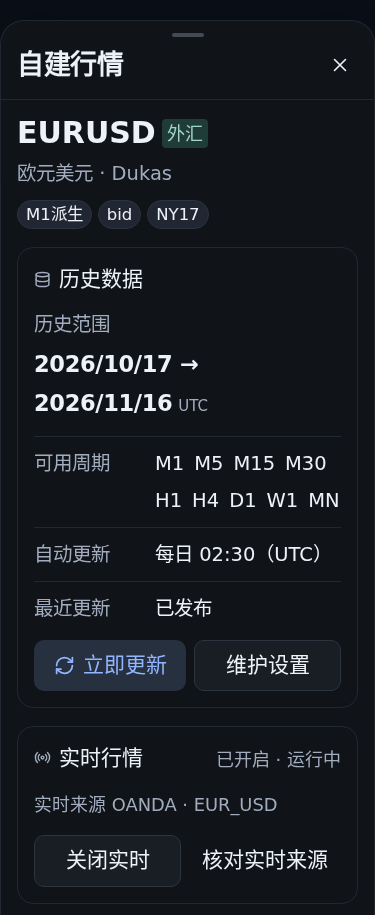 自建行情
EURUSD 外汇
欧元美元 · Dukas
M1派生 bid NY17
历史数据
历史范围
2026/10/17 →
2026/11/16 UTC
可用周期 M1 M5 M15 M30
H1 H4 D1 W1 MN
自动更新 每日 02:30（UTC）
最近更新 已发布
立即更新 维护设置
实时行情 已开启 · 运行中
实时来源 OANDA · EUR_USD
关闭实时 核对实时来源